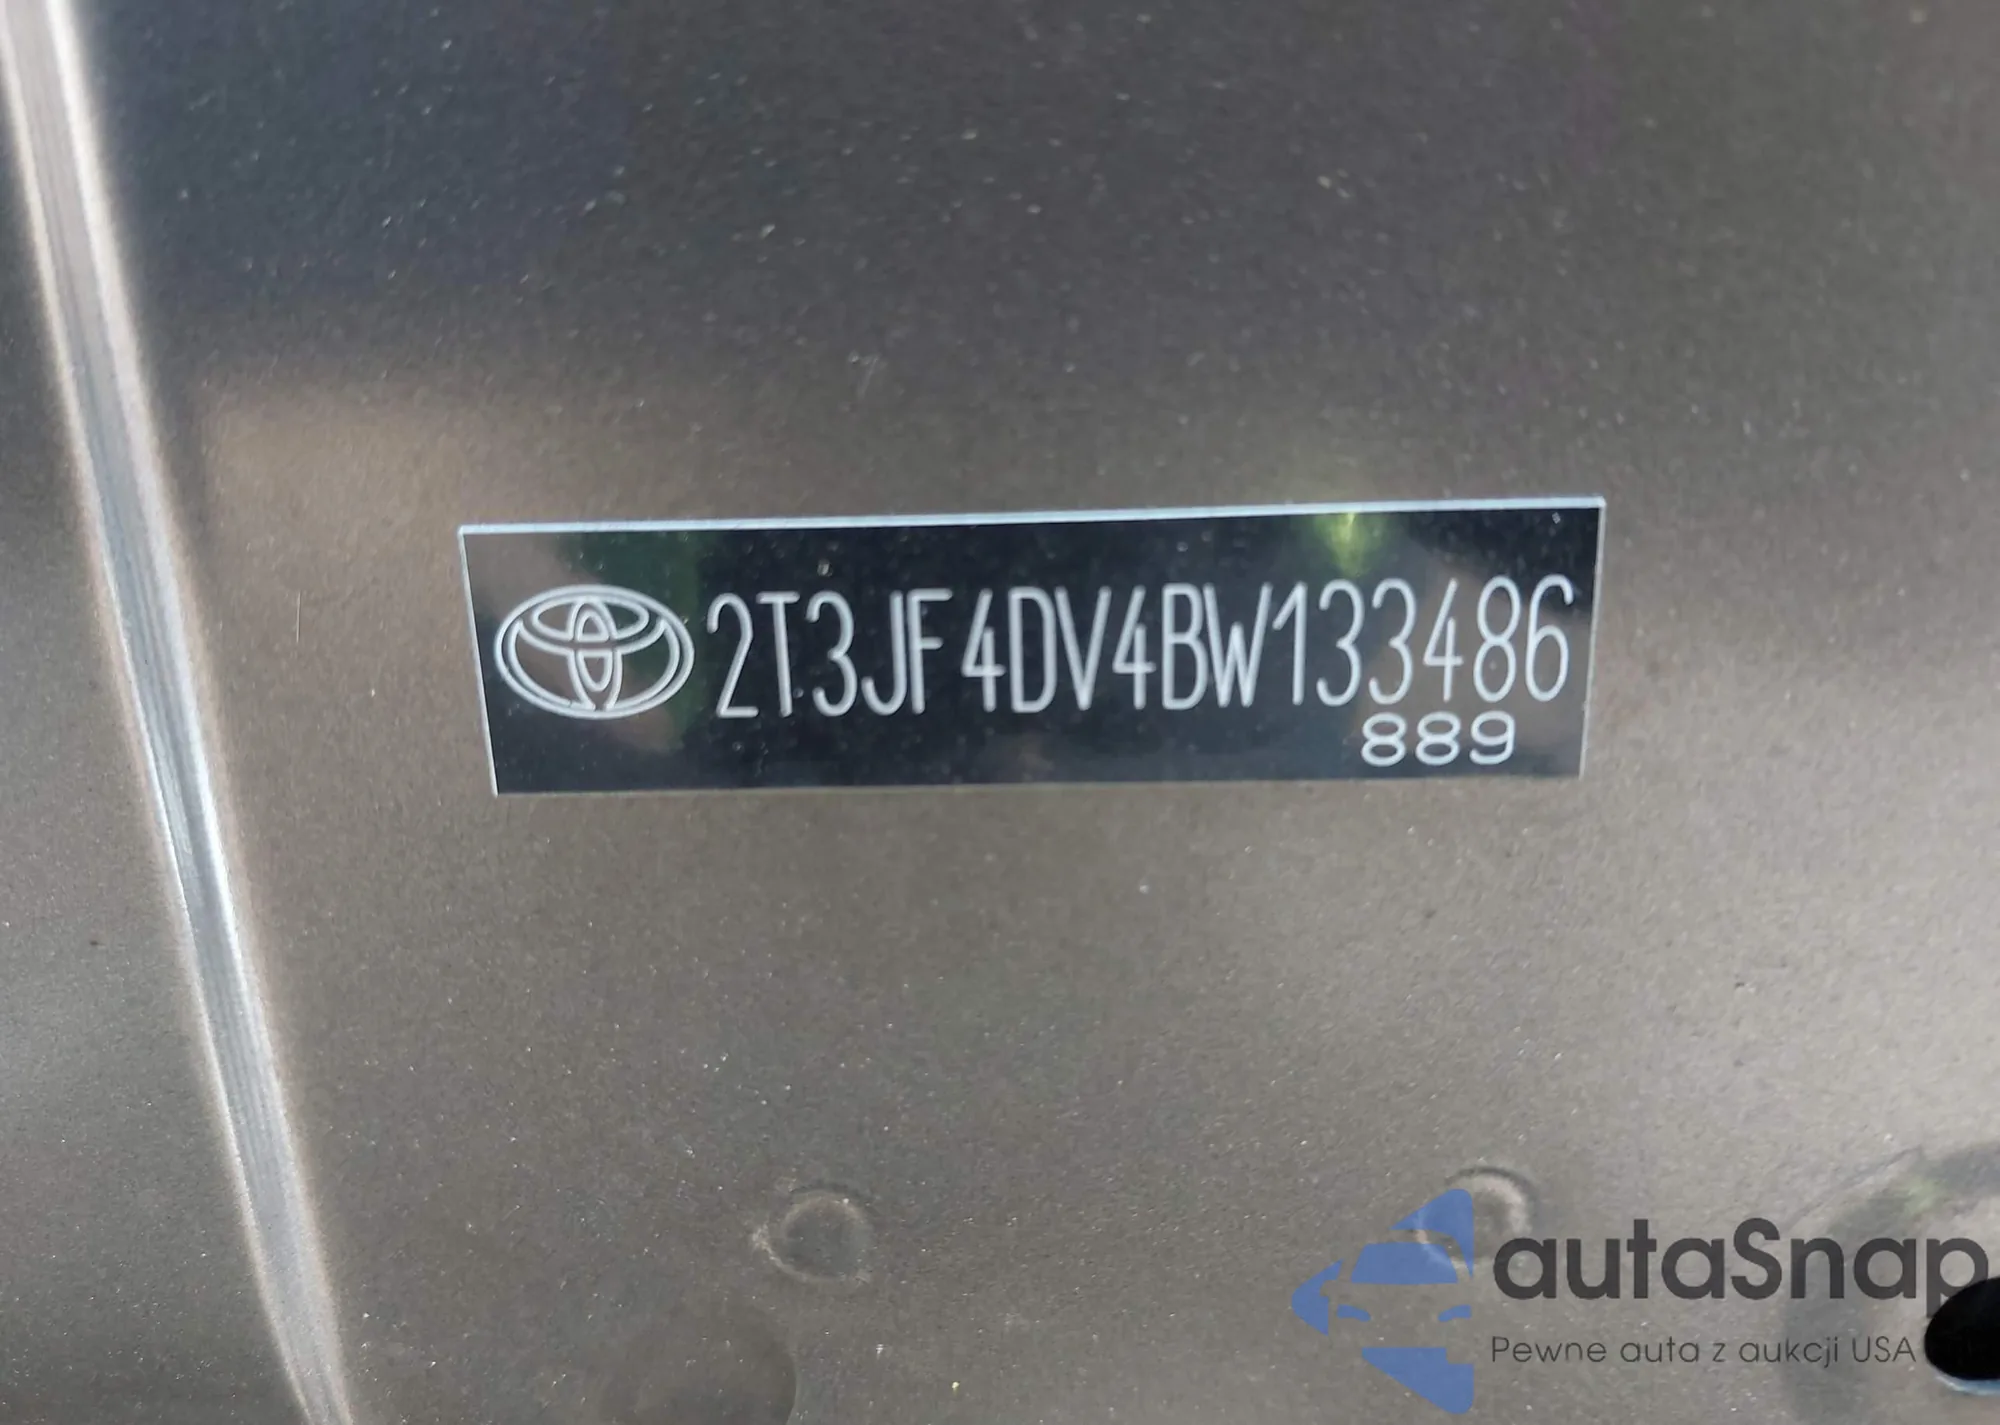 2T3JF4DV4BW133486
889
autaSnap
Pewne auta z aukcji USA